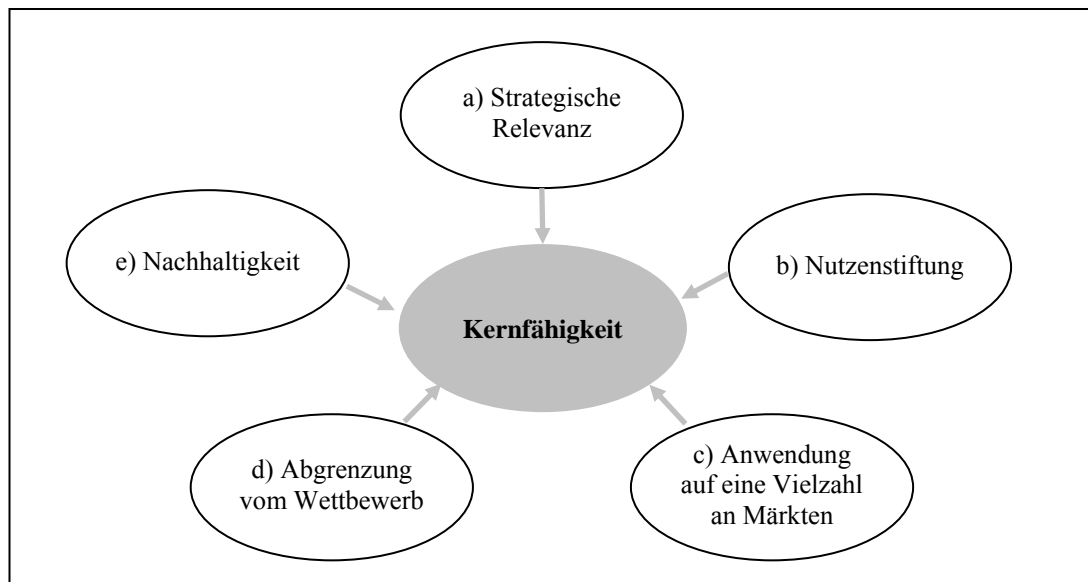 a) Strategische
Relevanz
e) Nachhaltigkeit
b) Nutzenstiftung
Kernfähigkeit
d) Abgrenzung
vom Wettbewerb
c) Anwendung
auf eine Vielzahl
an Märkten